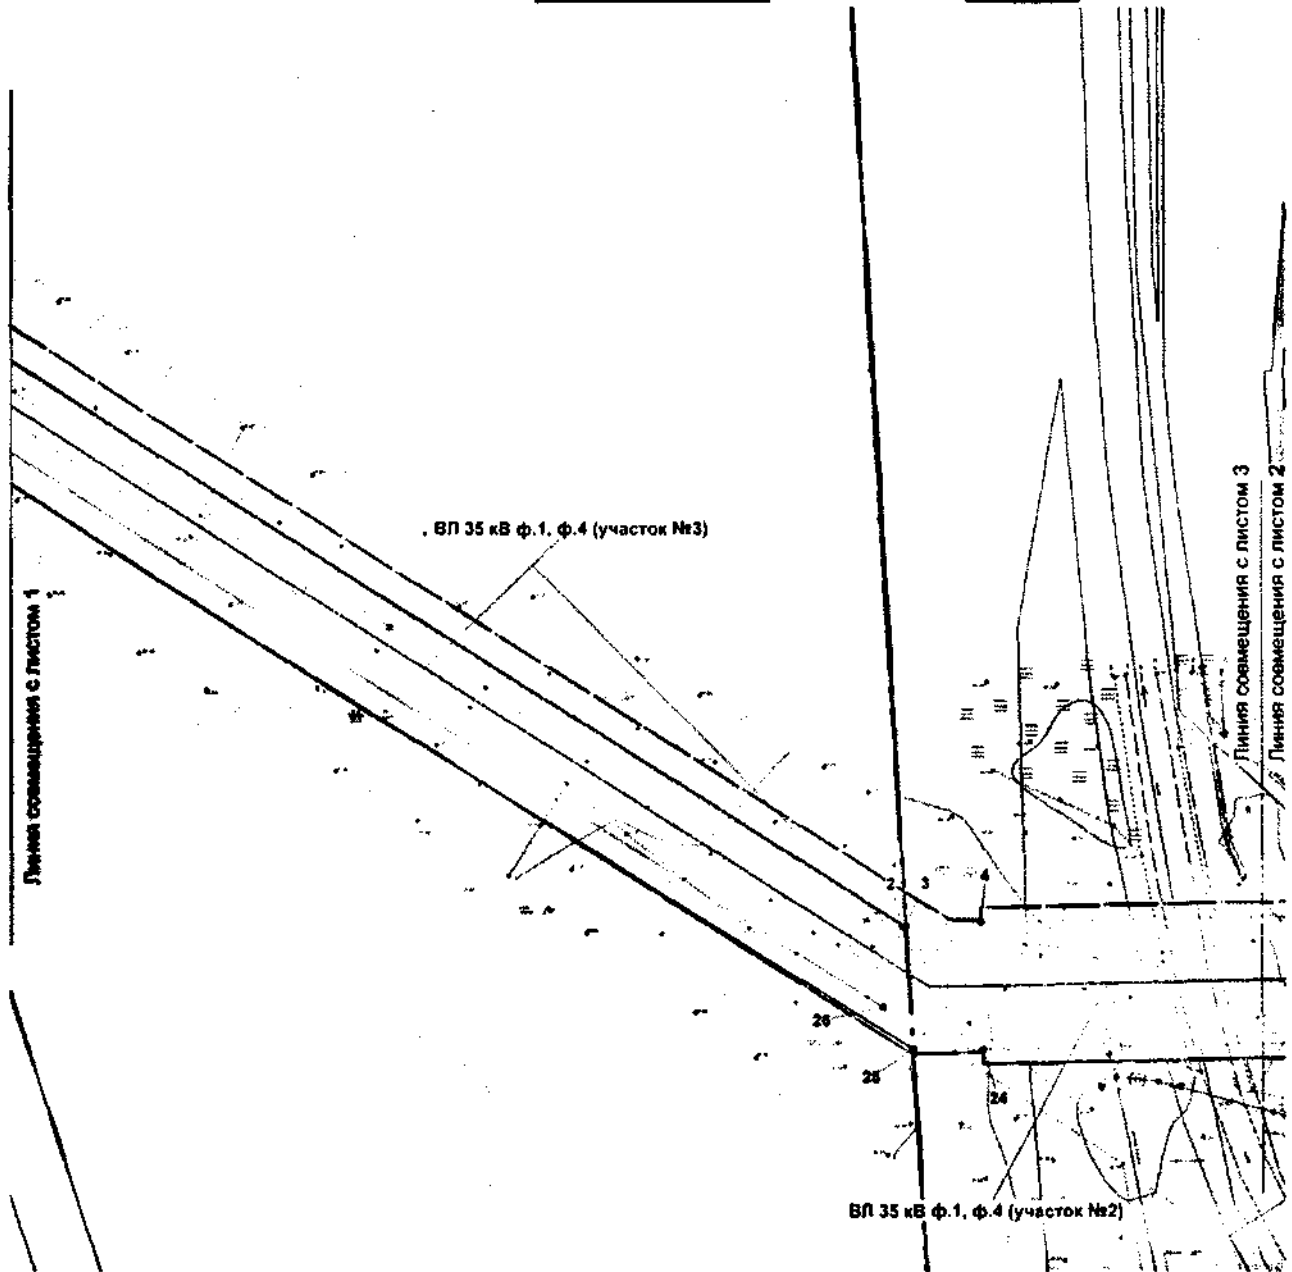 ВЛ 35 кВ ф.1, ф.4 (участок №3)
Линия совмещения с листом 1
Линия совмещения с листом 3
Линия совмещения с листом 2
2
3
4
26
25
24
ВЛ 35 кВ ф.1, ф.4 (участок №2)